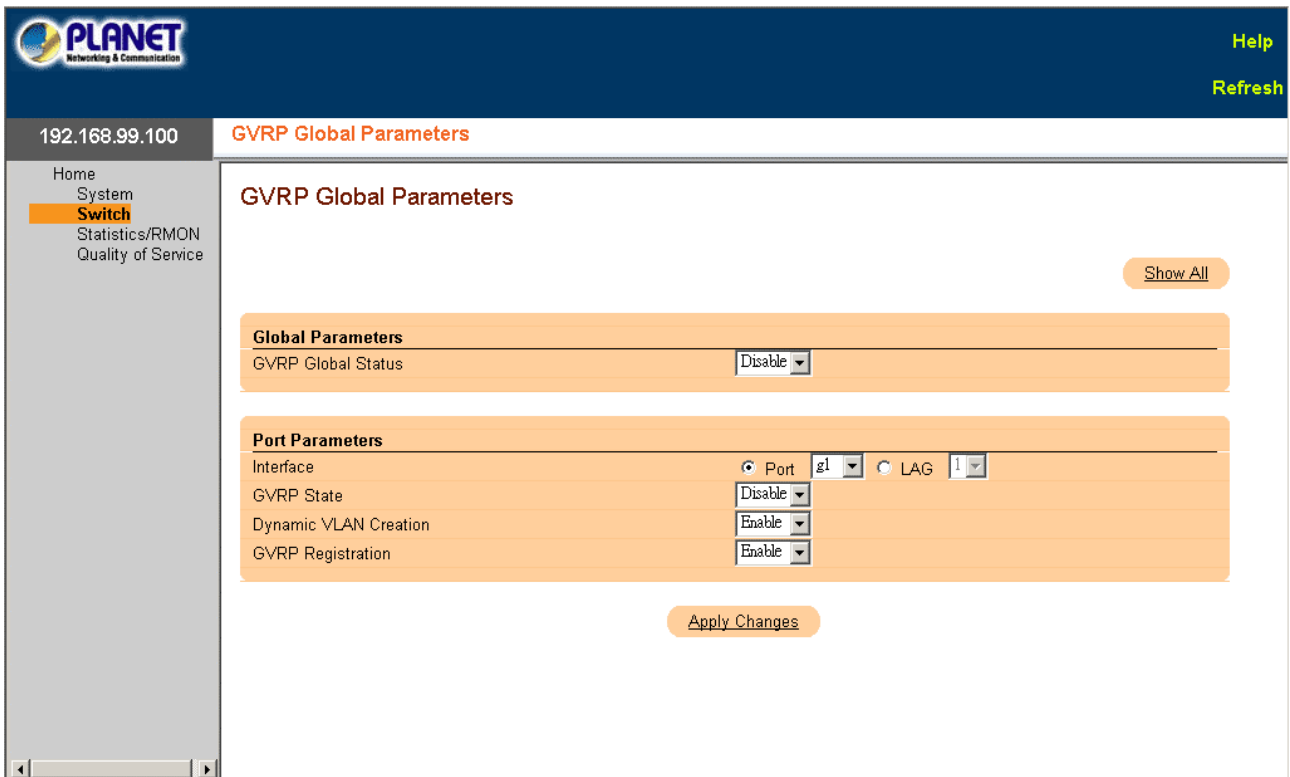 PLANET
Networking & Communication
Help
Refresh
192.168.99.100
GVRP Global Parameters
Home
System
Switch
Statistics/RMON
Quality of Service
GVRP Global Parameters
Show All
Global Parameters
GVRP Global Status Disable
Port Parameters
Interface Port g1 LAG 1
GVRP State Disable
Dynamic VLAN Creation Enable
GVRP Registration Enable
Apply Changes